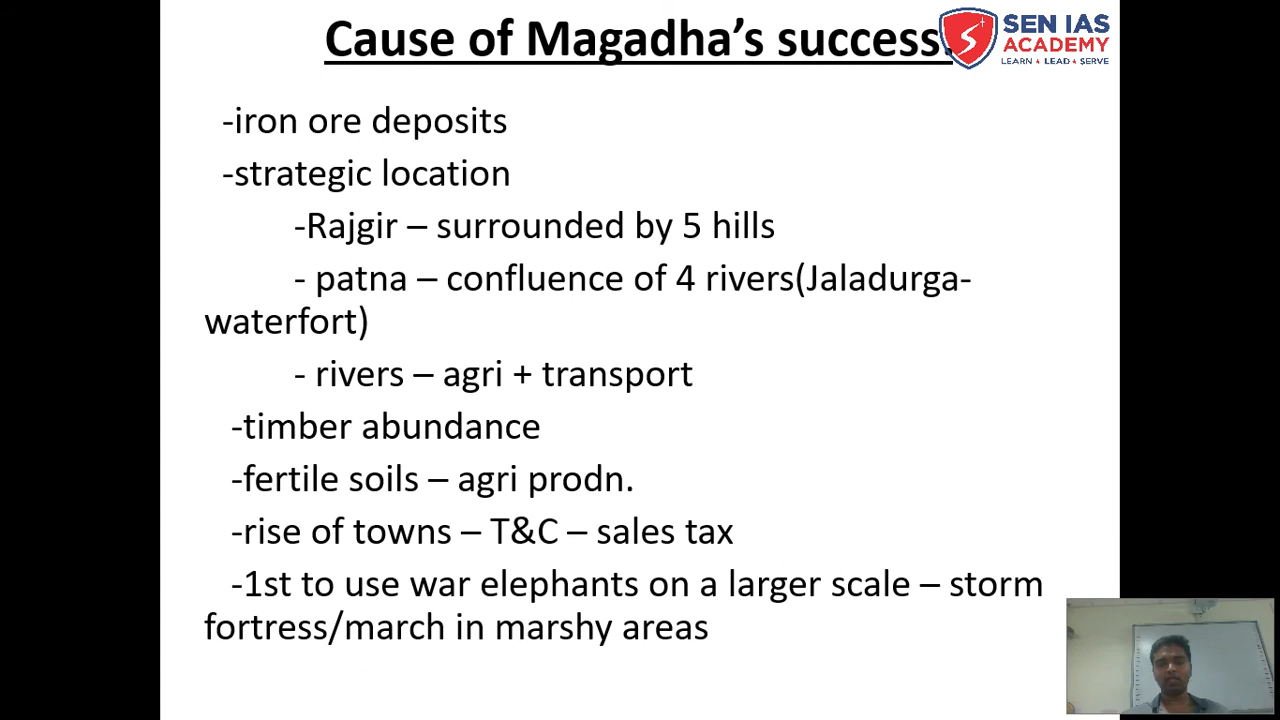 Cause of Magadha's success.
SEN IAS
ACADEMY
LEARN ★ LEAD ★ SERVE
-iron ore deposits
-strategic location
-Rajgir – surrounded by 5 hills
- patna – confluence of 4 rivers(Jaladurga-
waterfort)
- rivers – agri + transport
-timber abundance
-fertile soils – agri prodn.
-rise of towns – T&C – sales tax
-1st to use war elephants on a larger scale – storm
fortress/march in marshy areas